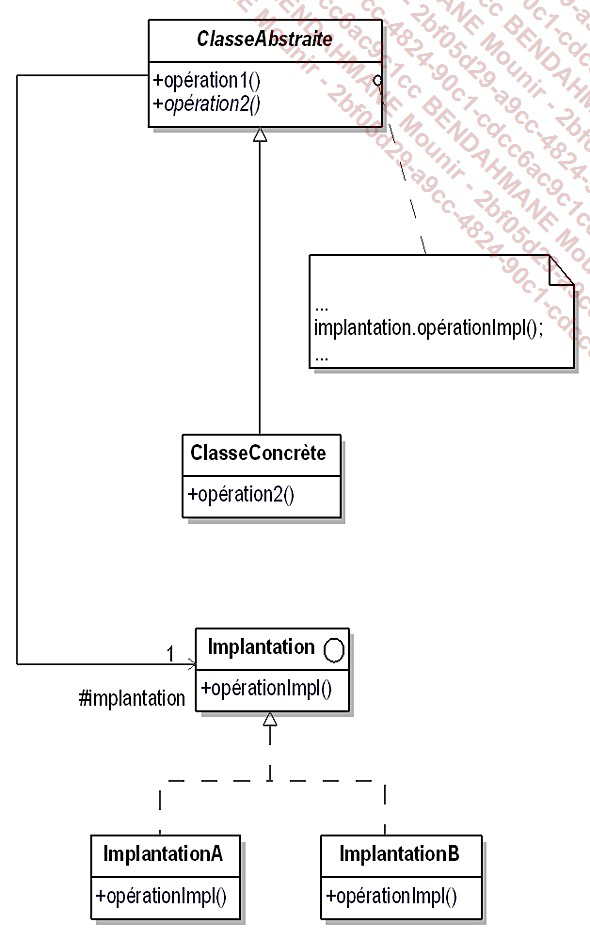 ClasseAbstraite
+opération1()
+opération2()
...
implantation.opérationImpl();
...
ClasseConcrète
+opération2()
1
#implantation
Implantation
+opérationImpl()
ImplantationA
+opérationImpl()
ImplantationB
+opérationImpl()
BENDAHMANE Mounir - 2bf05d29-a9cc-4824-90c1-cdcc6ac9c1cc